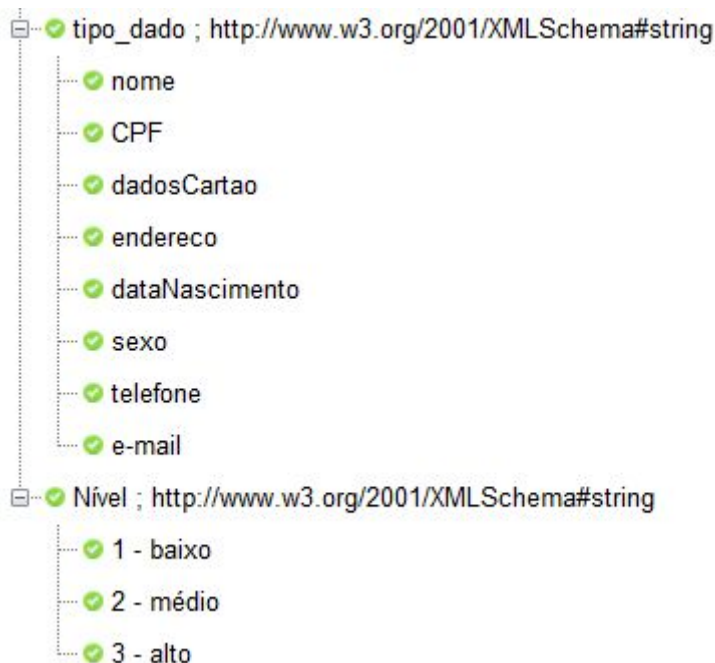 tipo_dado ; http://www.w3.org/2001/XMLSchema#string
nome
CPF
dadosCartao
endereco
dataNascimento
sexo
telefone
e-mail
Nível ; http://www.w3.org/2001/XMLSchema#string
1 - baixo
2 - médio
3 - alto